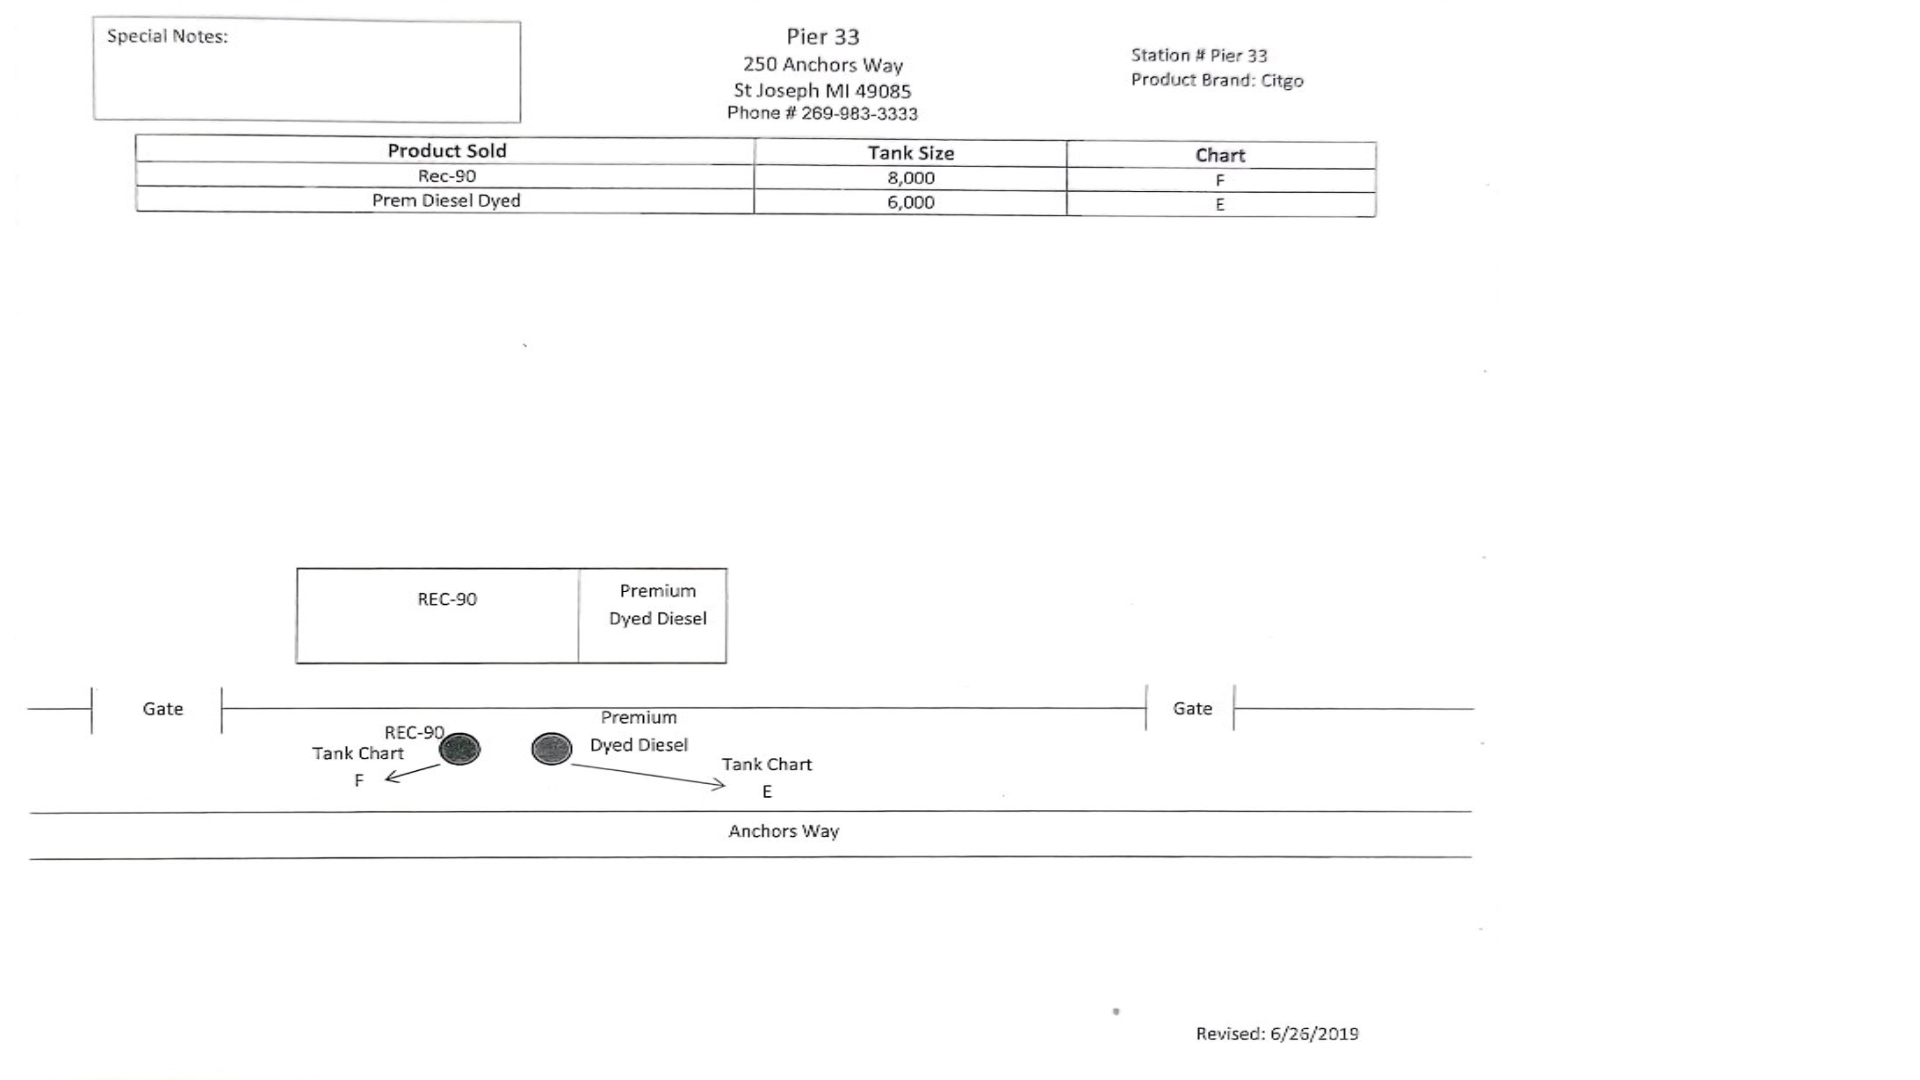 Special Notes:
Pier 33
250 Anchors Way
St Joseph MI 49085
Phone # 269-983-3333
Station # Pier 33
Product Brand: Citgo
Product Sold Tank Size Chart
Rec-90 8,000 F
Prem Diesel Dyed 6,000 E
REC-90
Premium
Dyed Diesel
Gate
Gate
REC-90
Tank Chart
F
Premium
Dyed Diesel
Tank Chart
E
Anchors Way
Revised: 6/26/2019